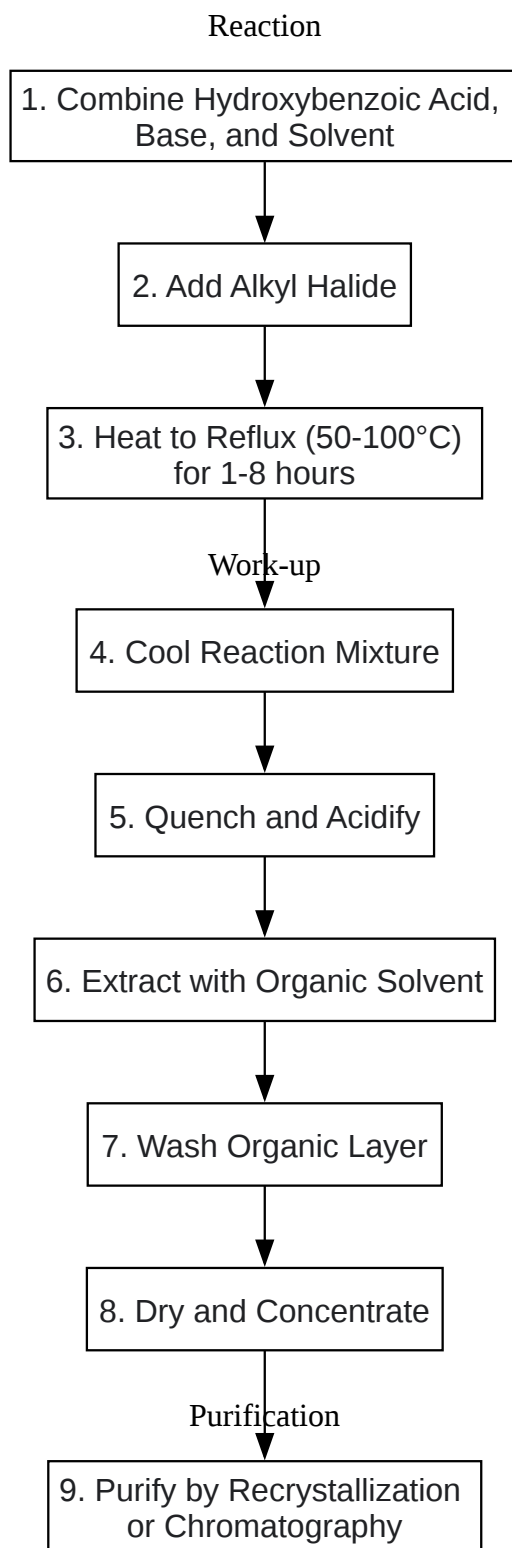 Reaction
1. Combine Hydroxybenzoic Acid,
Base, and Solvent
2. Add Alkyl Halide
3. Heat to Reflux (50-100°C)
for 1-8 hours
Work-up
4. Cool Reaction Mixture
5. Quench and Acidify
6. Extract with Organic Solvent
7. Wash Organic Layer
8. Dry and Concentrate
Purification
9. Purify by Recrystallization
or Chromatography